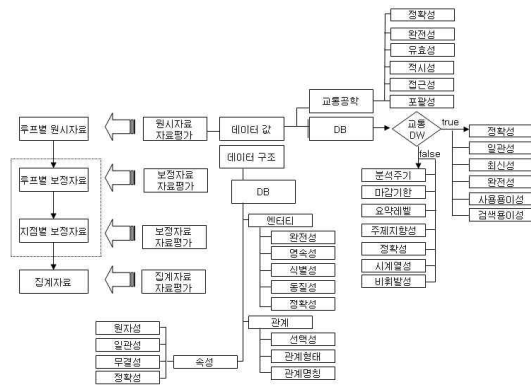 정확성
완전성
유효성
적시성
접근성
포괄성
교통공학
원시자료
자료평가
데이터 값
DB
교통
DW
true
false
루프별 원시자료
정확성
일관성
최신성
완전성
사용용이성
검색용이성
데이터 구조
DB
루프별 보정자료
보정자료
자료평가
분석주기
마감기한
요약레벨
주제지향성
정확성
시계열성
비휘발성
지점별 보정자료
보정자료
자료평가
엔터티
완전성
영속성
식별성
동질성
정확성
집계자료
집계자료
자료평가
관계
선택성
관계형태
관계명칭
원자성
일관성
무결성
정확성
속성